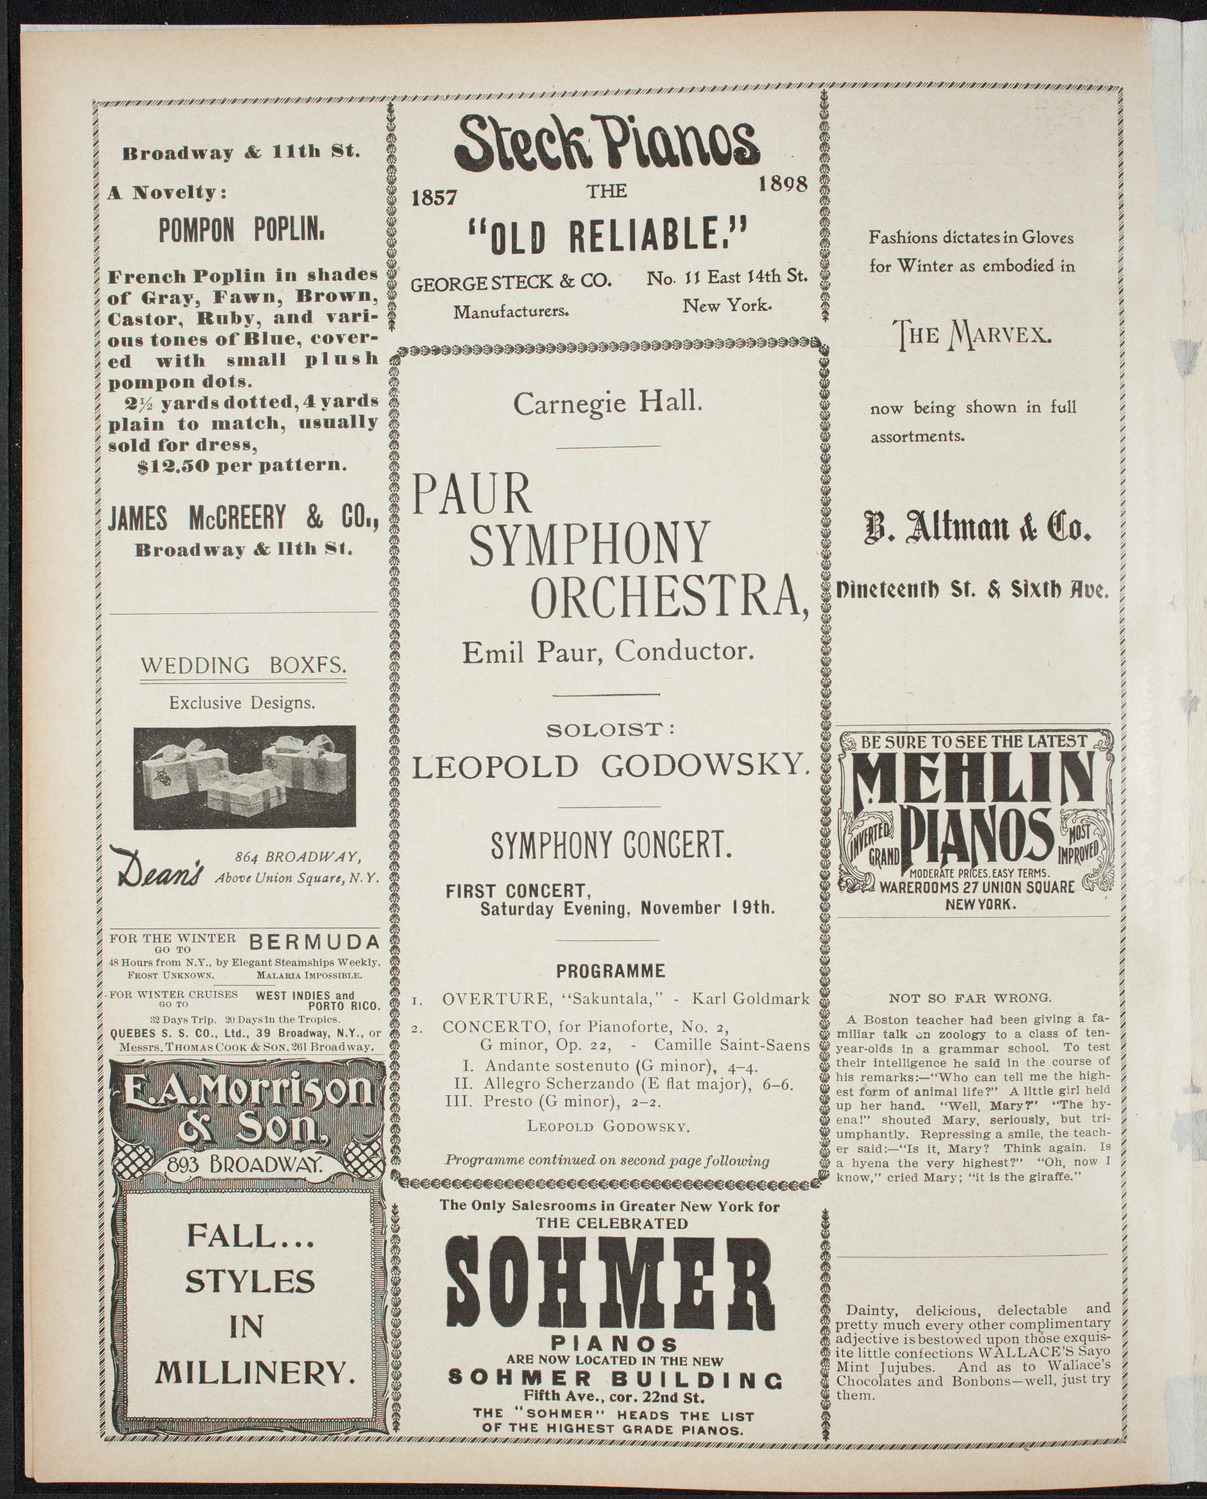 Broadway & 11th St.
A Novelty:
POMPON POPLIN.
French Poplin in shades
of Gray, Fawn, Brown,
Castor, Ruby, and vari-
ous tones of Blue, cover-
ed with small plush
pompon dots.
2½ yards dotted, 4 yards
plain to match, usually
sold for dress,
$12.50 per pattern.
JAMES McCREERY & CO.,
Broadway & 11th St.
WEDDING BOXFS.
Exclusive Designs.
Dean's
864 BROADWAY,
Above Union Square, N. Y.
FOR THE WINTER
GO TO
BERMUDA
48 Hours from N.Y., by Elegant Steamships Weekly.
FROST UNKNOWN. MALARIA IMPOSSIBLE.
FOR WINTER CRUISES
GO TO
WEST INDIES and
PORTO RICO.
32 Days Trip. 20 Days in the Tropics.
QUEBES S. S. CO., Ltd., 39 Broadway, N.Y., or
Messrs. THOMAS COOK & SON, 261 Broadway.
E.A. Morrison
& Son,
893 BROADWAY.
FALL...
STYLES
IN
MILLINERY.
Steck Pianos
1857 THE 1898
"OLD RELIABLE."
GEORGE STECK & CO. No. 11 East 14th St.
Manufacturers. New York.
Carnegie Hall.
PAUR
SYMPHONY
ORCHESTRA,
Emil Paur, Conductor.
SOLOIST:
LEOPOLD GODOWSKY.
SYMPHONY CONCERT.
FIRST CONCERT,
Saturday Evening, November 19th.
PROGRAMME
1. OVERTURE, "Sakuntala," - Karl Goldmark
2. CONCERTO, for Pianoforte, No. 2,
G minor, Op. 22, - Camille Saint-Saens
I. Andante sostenuto (G minor), 4-4.
II. Allegro Scherzando (E flat major), 6-6.
III. Presto (G minor), 2-2.
LEOPOLD GODOWSKY.
Programme continued on second page following
The Only Salesrooms in Greater New York for
THE CELEBRATED
SOHMER
PIANOS
ARE NOW LOCATED IN THE NEW
SOHMER BUILDING
Fifth Ave., cor. 22nd St.
THE "SOHMER" HEADS THE LIST
OF THE HIGHEST GRADE PIANOS.
Fashions dictates in Gloves
for Winter as embodied in
THE MARVEX.
now being shown in full
assortments.
B. Altman & Co.
Nineteenth St. & Sixth Ave.
BE SURE TO SEE THE LATEST
MEHLIN
INVERTED
GRAND
PIANOS
MOST
IMPROVED
MODERATE PRICES. EASY TERMS.
WAREROOMS 27 UNION SQUARE
NEW YORK.
NOT SO FAR WRONG.
A Boston teacher had been giving a fa-
miliar talk on zoology to a class of ten-
year-olds in a grammar school. To test
their intelligence he said in the course of
his remarks:—"Who can tell me the high-
est form of animal life?" A little girl held
up her hand. "Well, Mary?" "The hy-
ena!" shouted Mary, seriously, but tri-
umphantly. Repressing a smile, the teach-
er said:—"Is it, Mary? Think again. Is
a hyena the very highest?" "Oh, now I
know," cried Mary; "it is the giraffe."
Dainty, delicious, delectable and
pretty much every other complimentary
adjective is bestowed upon those exquis-
ite little confections WALLACE'S Sayo
Mint Jujubes. And as to Wallace's
Chocolates and Bonbons—well, just try
them.